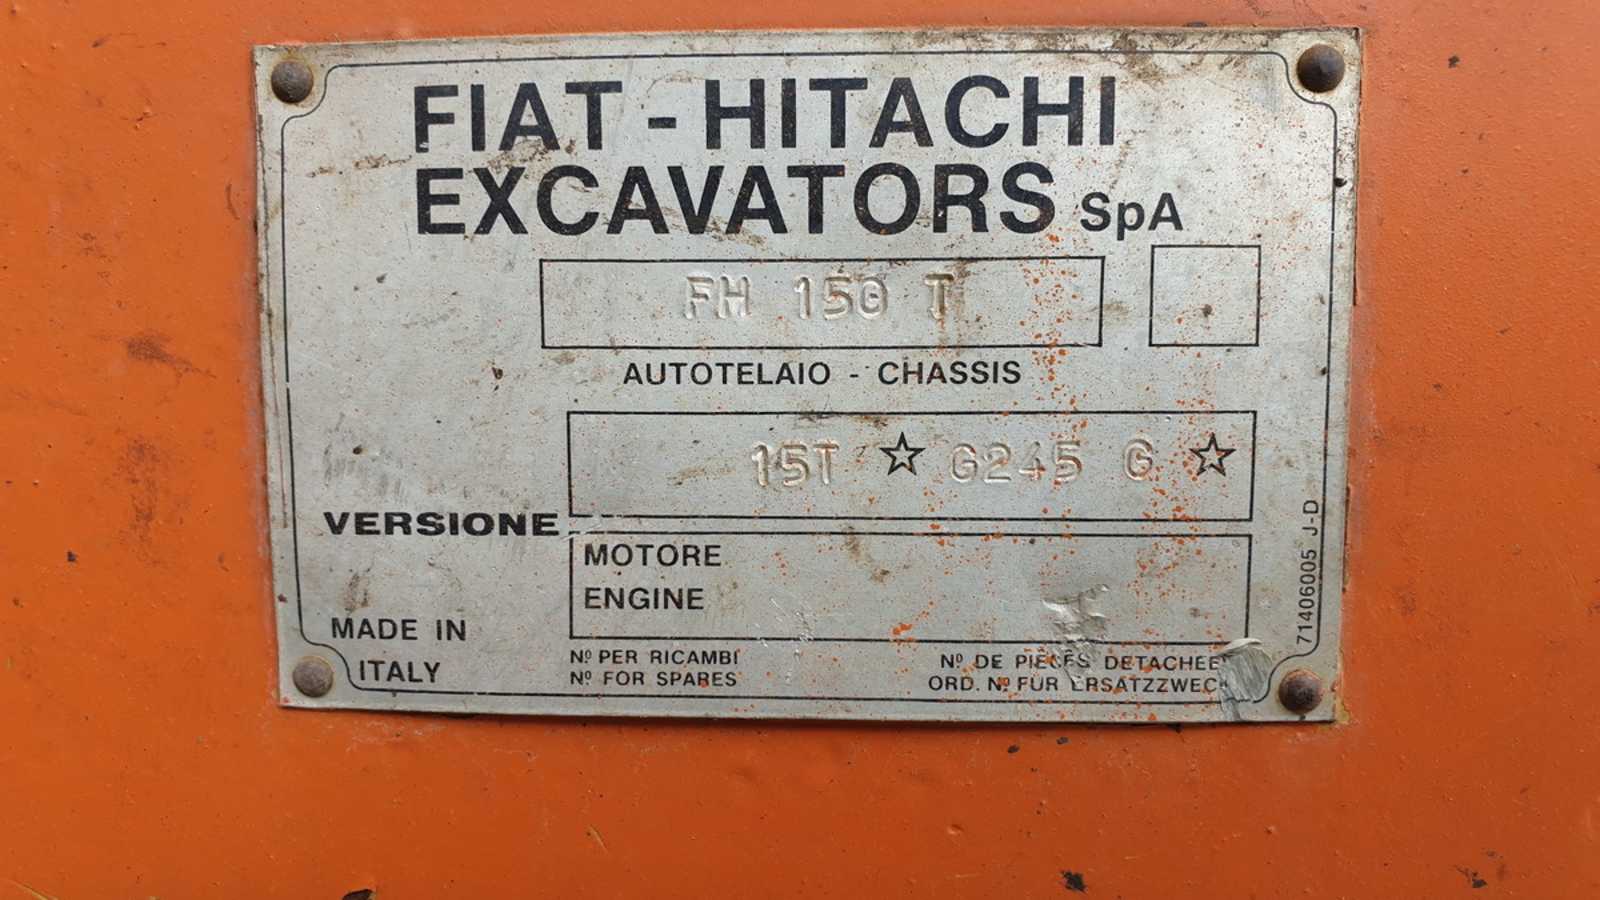 FIAT - HITACHI
EXCAVATORS SpA
FH 150 T
AUTOTELAIO - CHASSIS
15T ☆ G245 G ☆
VERSIONE
MOTORE
ENGINE
MADE IN
ITALY
Nº PER RICAMBI
Nº FOR SPARES
Nº DE PIECES DETACHEE
ORD. Nº FÜR ERSATZZWECK
71406005 J-D